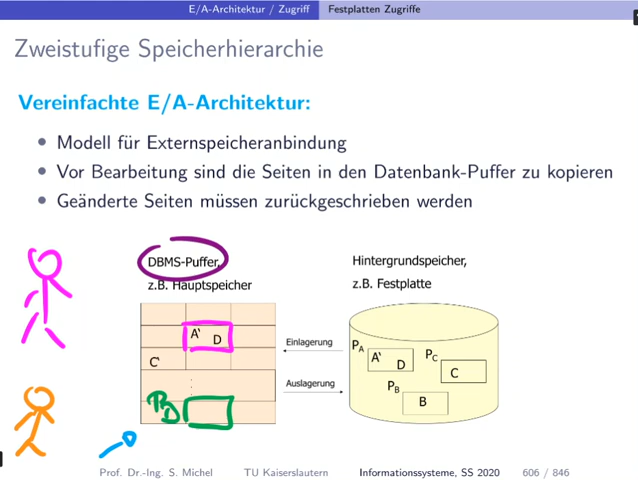 E/A-Architektur / Zugriff Festplatten Zugriffe
Zweistufige Speicherhierarchie
Vereinfachte E/A-Architektur:
• Modell für Externspeicheranbindung
• Vor Bearbeitung sind die Seiten in den Datenbank-Puffer zu kopieren
• Geänderte Seiten müssen zurückgeschrieben werden
DBMS-Puffer,
z.B. Hauptspeicher
Hintergrundspeicher,
z.B. Festplatte
A‘ D
C‘
Einlagerung
Auslagerung
PA
A‘ D
PC
C
PB
B
Prof. Dr.-Ing. S. Michel TU Kaiserslautern Informationssysteme, SS 2020 606 / 846